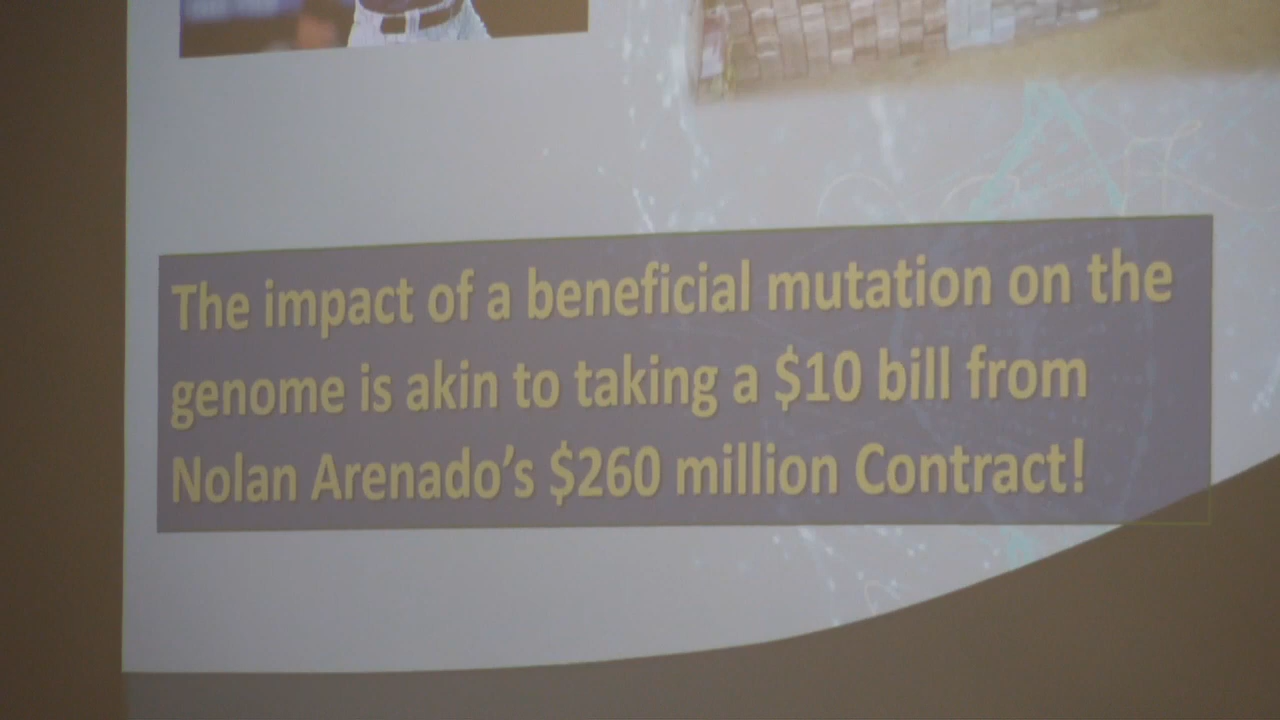 The impact of a beneficial mutation on the
genome is akin to taking a $10 bill from
Nolan Arenado’s $260 million Contract!